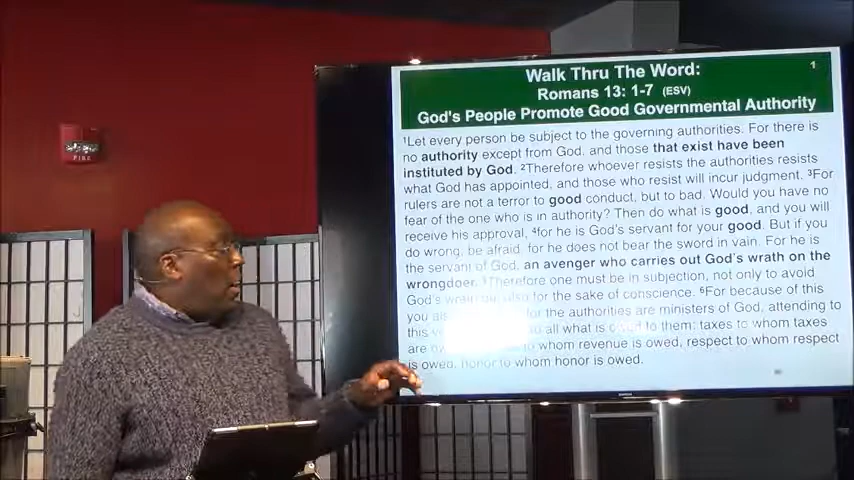 FIRE
1
Walk Thru The Word:
Romans 13: 1-7 (ESV)
God's People Promote Good Governmental Authority
¹Let every person be subject to the governing authorities. For there is
no authority except from God, and those that exist have been
instituted by God. ²Therefore whoever resists the authorities resists
what God has appointed, and those who resist will incur judgment. ³For
rulers are not a terror to good conduct, but to bad. Would you have no
fear of the one who is in authority? Then do what is good, and you will
receive his approval, ⁴for he is God's servant for your good. But if you
do wrong, be afraid, for he does not bear the sword in vain. For he is
the servant of God, an avenger who carries out God's wrath on the
wrongdoer. ⁵Therefore one must be in subjection, not only to avoid
God's wrath but also for the sake of conscience. ⁶For because of this
you the authorities are ministers of God, attending to
this all what is owed to them: taxes to whom taxes
are to whom revenue is owed, respect to whom respect
is owed, honor to whom honor is owed.